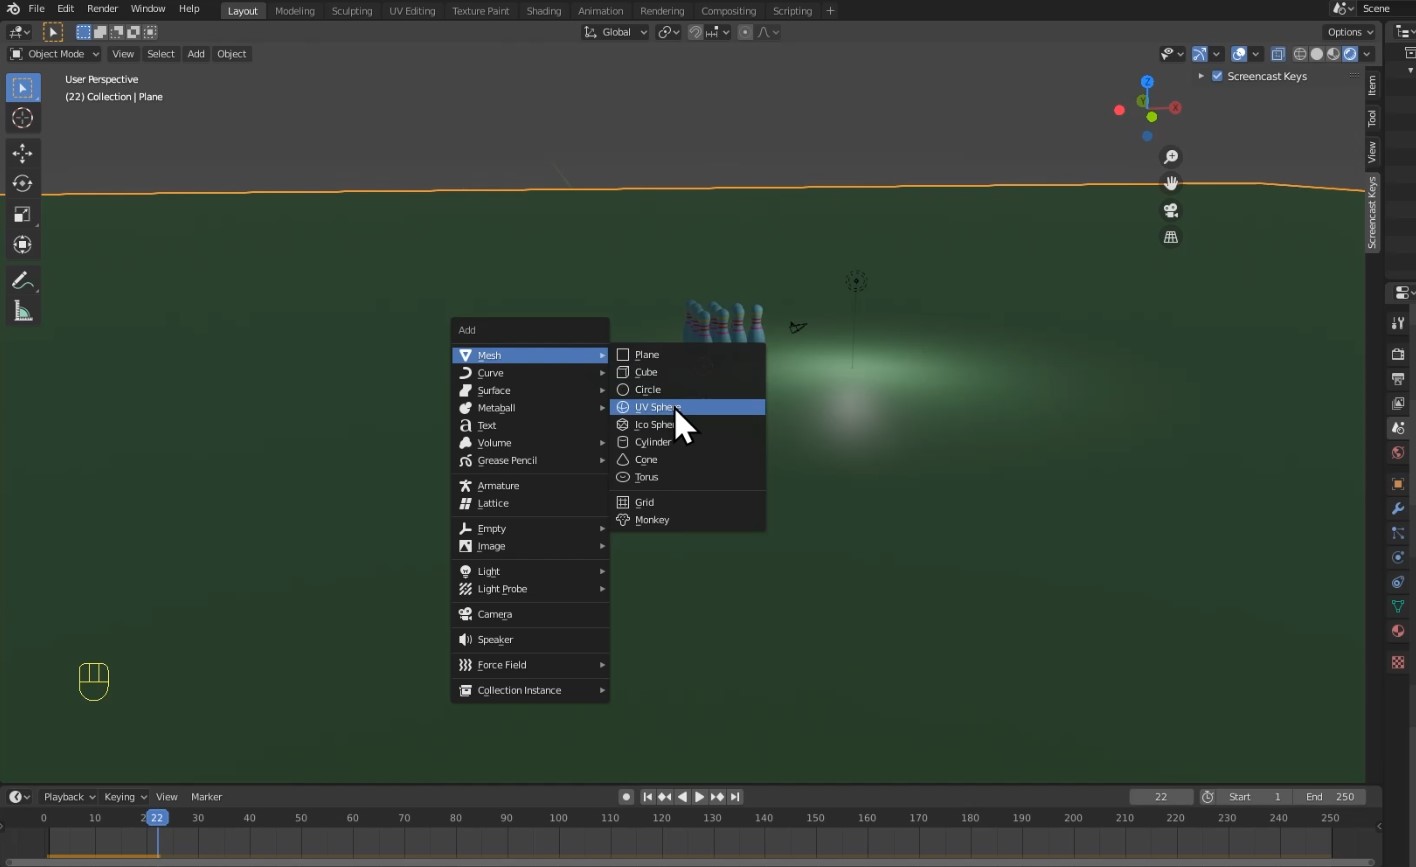 File Edit Render Window Help Layout Modeling Sculpting UV Editing Texture Paint Shading Animation Rendering Compositing Scripting + Scene
Global Options
Object Mode View Select Add Object
User Perspective
(22) Collection | Plane
Screencast Keys
Z
Y
X
Item
Tool
View
Screencast Keys
Add
Mesh
Curve
Surface
Metaball
Text
Volume
Grease Pencil
Armature
Lattice
Empty
Image
Light
Light Probe
Camera
Speaker
Force Field
Collection Instance
Plane
Cube
Circle
UV Sphere
Ico Sphe
Cylinder
Cone
Torus
Grid
Monkey
Playback Keying View Marker 22 Start 1 End 250
0 10 2 22 30 40 50 60 70 80 90 100 110 120 130 140 150 160 170 180 190 200 210 220 230 240 250